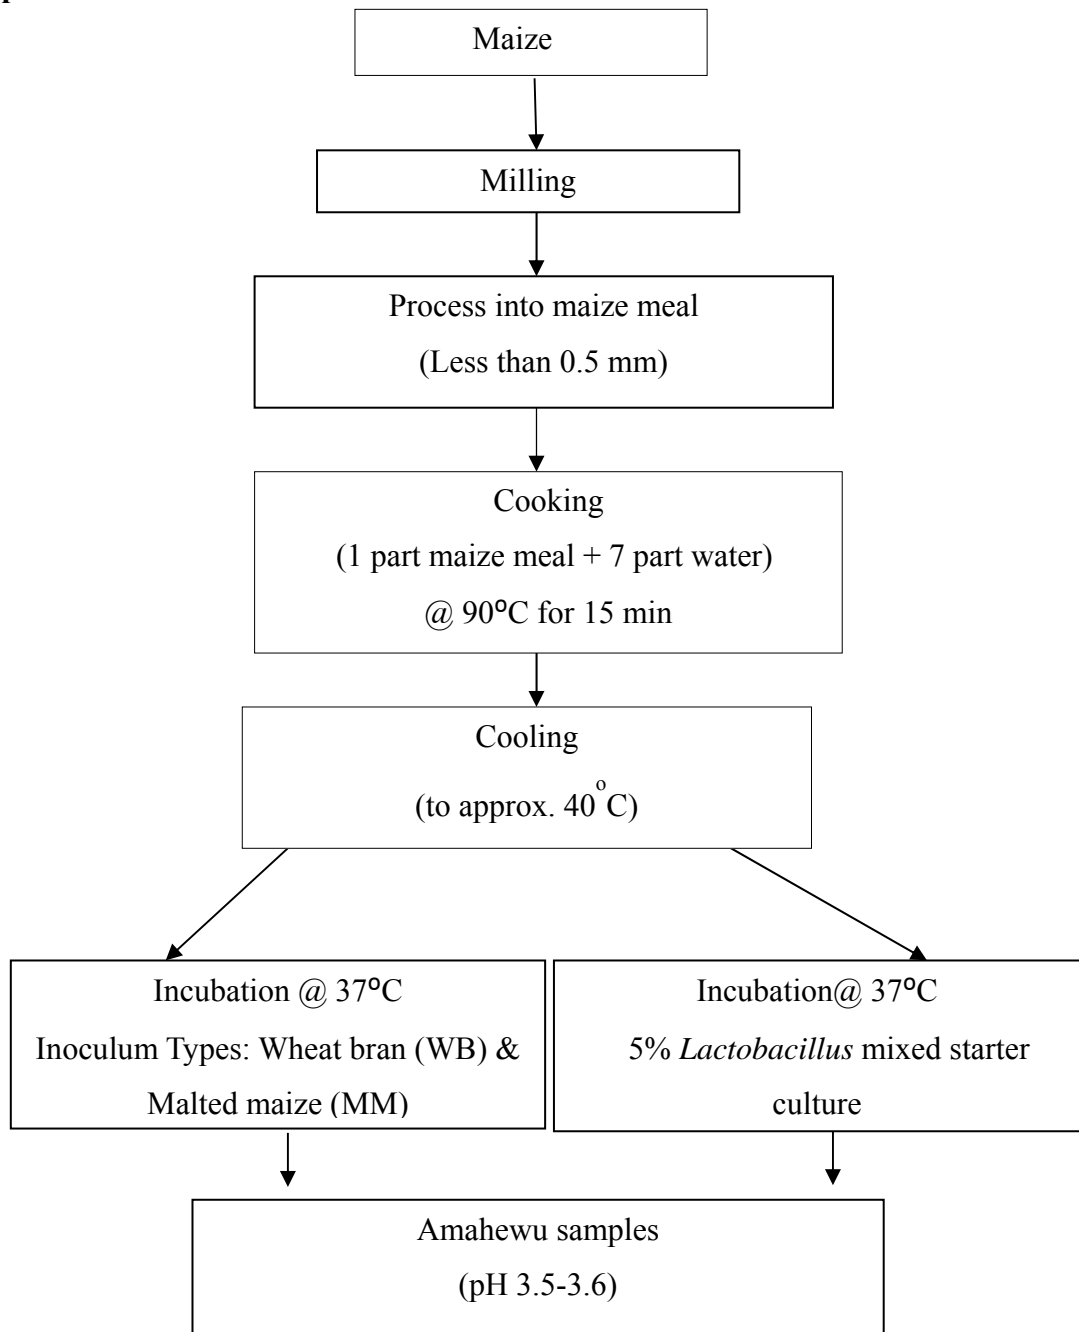 Maize
Milling
Process into maize meal
(Less than 0.5 mm)
Cooking
(1 part maize meal + 7 part water)
@ 90ºC for 15 min
Cooling
(to approx. 40ºC)
Incubation @ 37ºC
Inoculum Types: Wheat bran (WB) &
Malted maize (MM)
Incubation@ 37ºC
5% Lactobacillus mixed starter
culture
Amahewu samples
(pH 3.5-3.6)